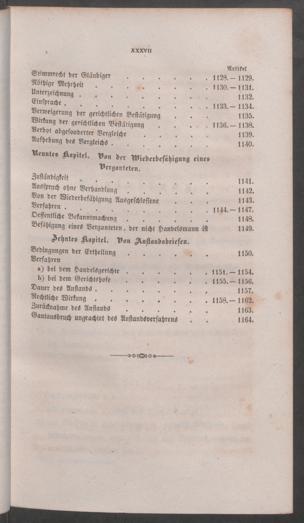 XXXVII
Artikel
Stimmrecht der Gläubiger . . . . . . 1128. — 1129.
Nöthige Mehrheit . . . . . . . 1130. — 1131.
Unterzeichnung . . . . . . . . 1132.
Einsprache . . . . . . . . 1133. — 1134.
Verweigerung der gerichtlichen Bestätigung . . . . 1135.
Wirkung der gerichtlichen Bestätigung . . . . 1136. — 1138.
Verbot abgesonderter Vergleiche . . . . . 1139.
Aufhebung des Vergleichs . . . . . . 1140.
Neuntes Kapitel. Von der Wiederbefähigung eines
Verganteten.
Zuständigkeit . . . . . . . . 1141.
Anspruch ohne Verhandlung . . . . . . 1142.
Von der Wiederbefähigung Ausgeschlossene . . . . 1143.
Verfahren . . . . . . . . 1144. — 1147.
Oeffentliche Bekanntmachung . . . . . . 1148.
Befähigung eines Verganteten, der nicht Handelsmann ist 1149.
Zehntes Kapitel. Von Anstandsbriefen.
Bedingungen der Ertheilung . . . . . . 1150.
Verfahren
a) bei dem Handelsgerichte . . . . . 1151. — 1154.
b) bei dem Gerichtshofe . . . . . . 1155. — 1156.
Dauer des Anstands . . . . . . . 1157.
Rechtliche Wirkung . . . . . . . 1158. — 1162.
Zurücknahme des Anstands . . . . . . 1163.
Gantausbruch ungeachtet des Anstandsverfahrens . . 1164.